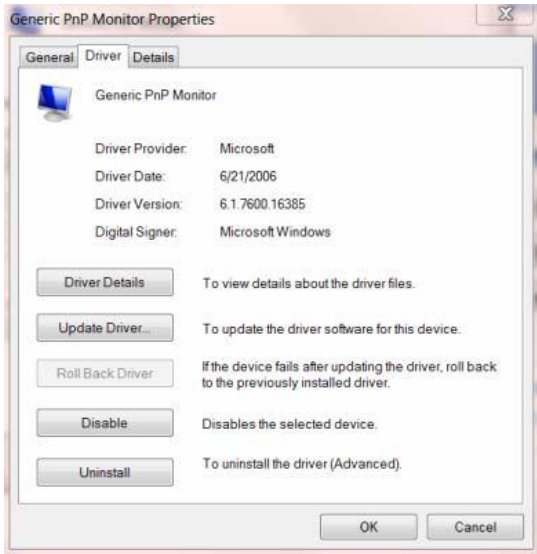 Generic PnP Monitor Properties
General Driver Details
Generic PnP Monitor
Driver Provider: Microsoft
Driver Date: 6/21/2006
Driver Version: 6.1.7600.16385
Digital Signer: Microsoft Windows
Driver Details To view details about the driver files.
Update Driver... To update the driver software for this device.
Roll Back Driver If the device fails after updating the driver, roll back
to the previously installed driver.
Disable Disables the selected device.
Uninstall To uninstall the driver (Advanced).
OK Cancel